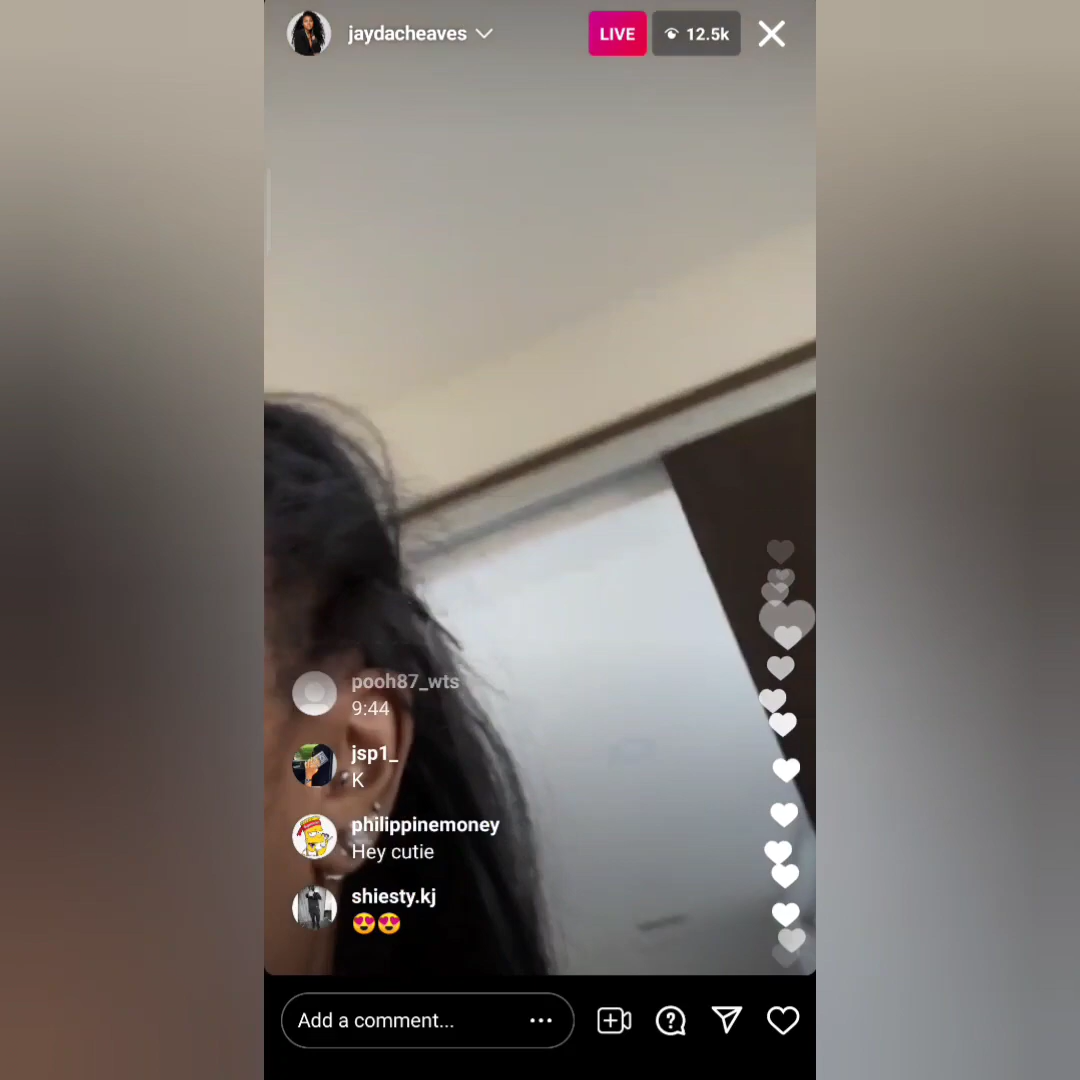 jaydacheaves
LIVE
12.5k
pooh87_wts
9:44
jsp1_
K
philippinemoney
Hey cutie
shiesty.kj
😍😍
Add a comment...